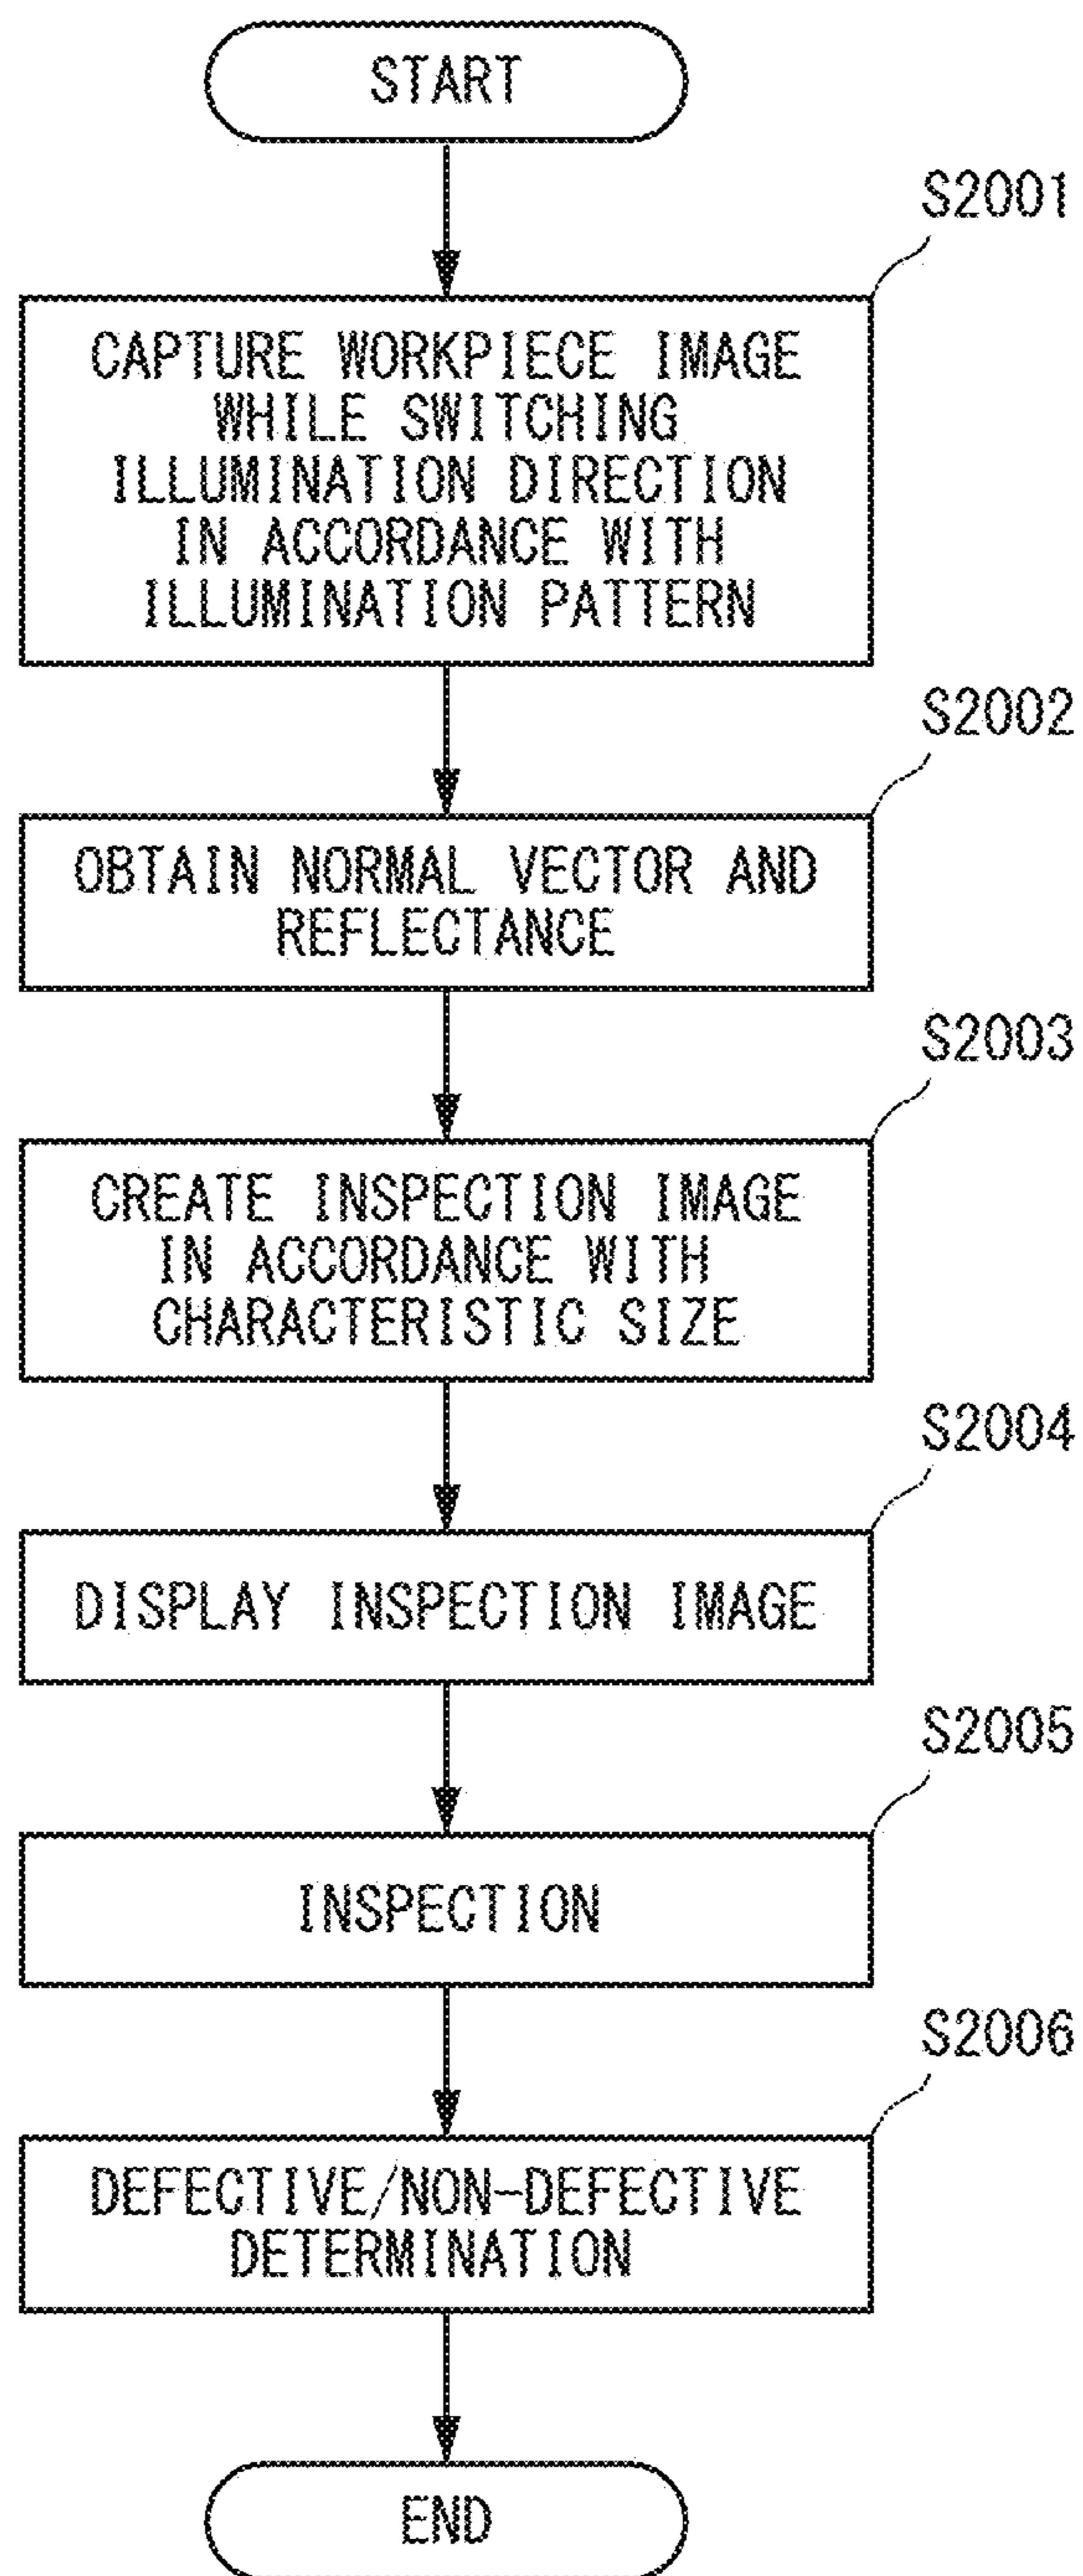 START
S2001
CAPTURE WORKPIECE IMAGE
WHILE SWITCHING
ILLUMINATION DIRECTION
IN ACCORDANCE WITH
ILLUMINATION PATTERN
S2002
OBTAIN NORMAL VECTOR AND
REFLECTANCE
S2003
CREATE INSPECTION IMAGE
IN ACCORDANCE WITH
CHARACTERISTIC SIZE
S2004
DISPLAY INSPECTION IMAGE
S2005
INSPECTION
S2006
DEFECTIVE/NON-DEFECTIVE
DETERMINATION
END